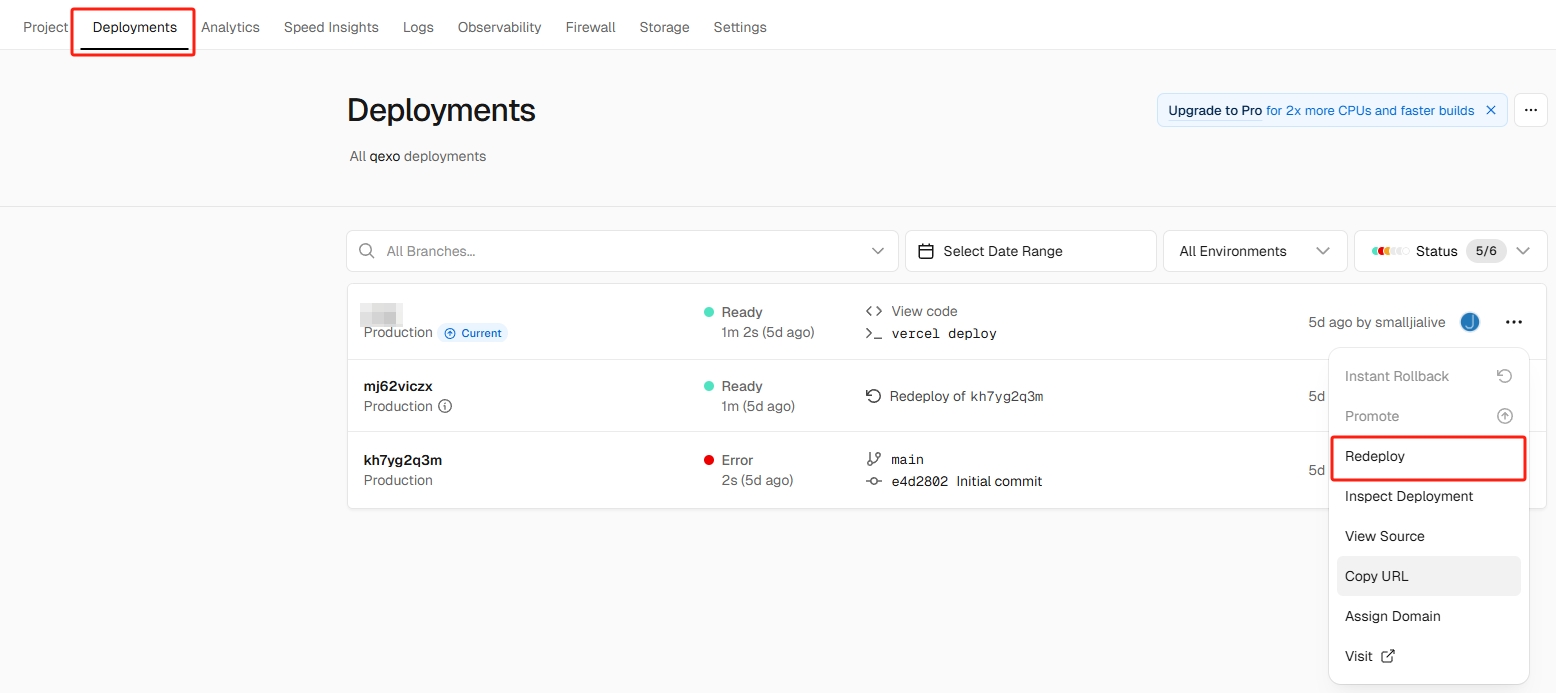 Project Deployments Analytics Speed Insights Logs Observability Firewall Storage Settings
Deployments
Upgrade to Pro for 2x more CPUs and faster builds
All qexo deployments
All Branches...
Select Date Range
All Environments
Status 5/6
Production Current
Ready
1m 2s (5d ago)
View code
vercel deploy
5d ago by smalljialive
J
mj62viczx
Production
Ready
1m (5d ago)
Redeploy of kh7yg2q3m
5d
kh7yg2q3m
Production
Error
2s (5d ago)
main
e4d2802 Initial commit
5d
Instant Rollback
Promote
Redeploy
Inspect Deployment
View Source
Copy URL
Assign Domain
Visit